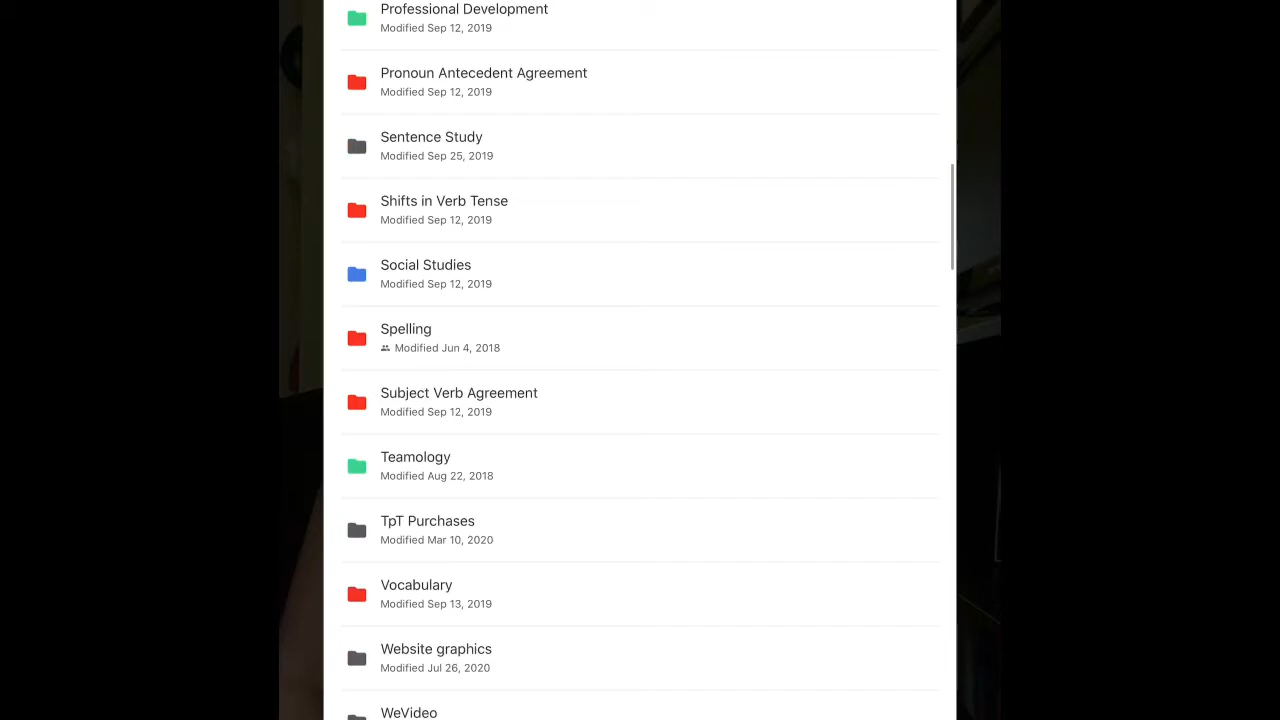 Professional Development
Modified Sep 12, 2019
Pronoun Antecedent Agreement
Modified Sep 12, 2019
Sentence Study
Modified Sep 25, 2019
Shifts in Verb Tense
Modified Sep 12, 2019
Social Studies
Modified Sep 12, 2019
Spelling
Modified Jun 4, 2018
Subject Verb Agreement
Modified Sep 12, 2019
Teamology
Modified Aug 22, 2018
TpT Purchases
Modified Mar 10, 2020
Vocabulary
Modified Sep 13, 2019
Website graphics
Modified Jul 26, 2020
WeVideo